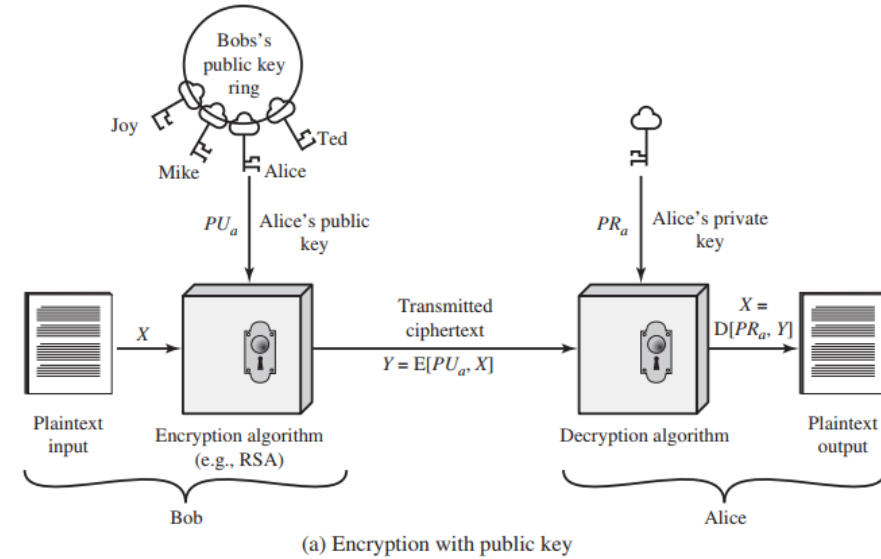 Bobs's
public key
ring
Joy
Mike
Alice
Ted
PUₐ
Alice's public
key
PRₐ
Alice's private
key
X
Transmitted
ciphertext
Y = E[PUₐ, X]
X =
D[PRₐ, Y]
Plaintext
input
Encryption algorithm
(e.g., RSA)
Decryption algorithm
Plaintext
output
Bob
Alice
(a) Encryption with public key